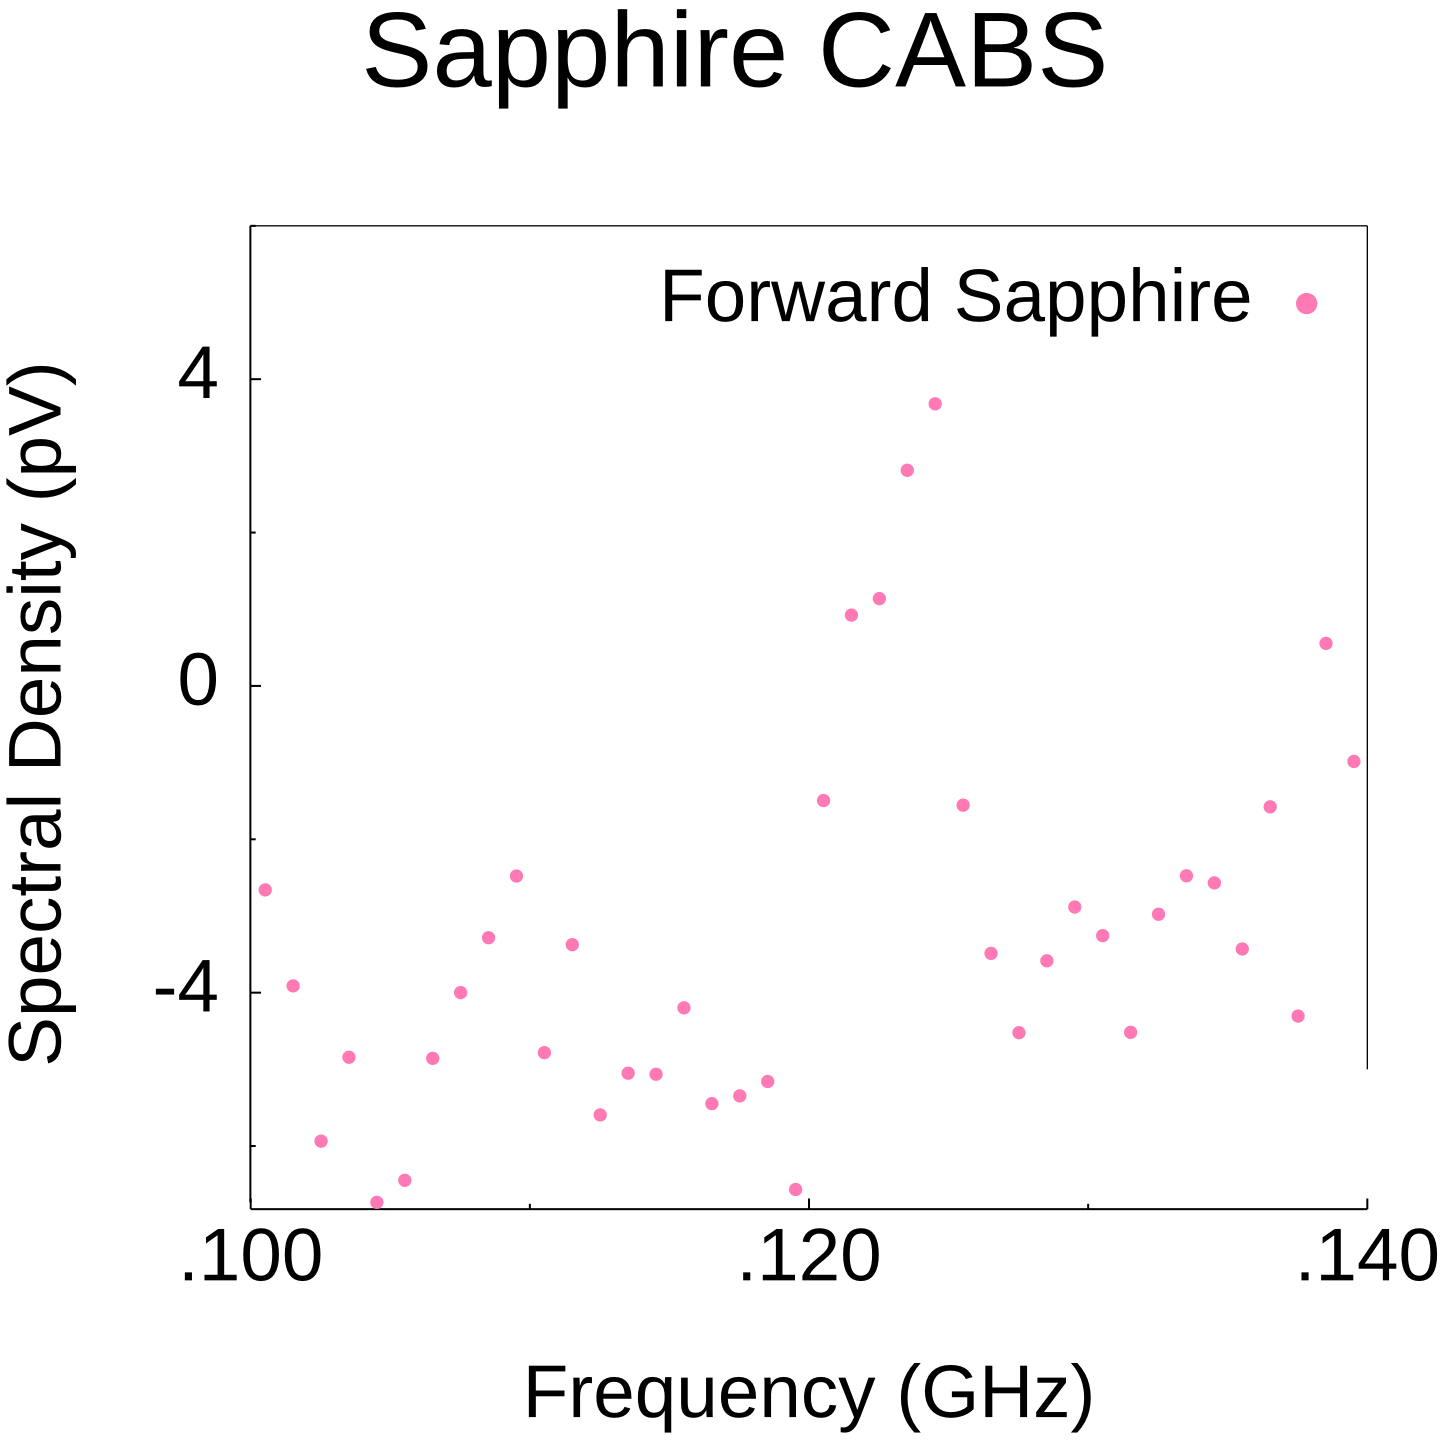 Sapphire CABS
Forward Sapphire
4
0
-4
Spectral Density (pV)
.100 .120 .140
Frequency (GHz)